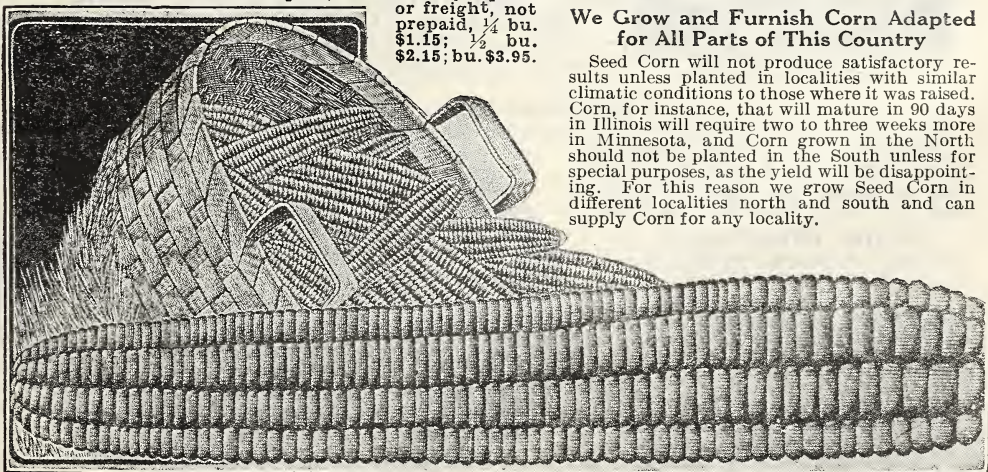 or freight, not
prepaid, ¼ bu.
$1.15; ½ bu.
$2.15; bu. $3.95.
We Grow and Furnish Corn Adapted
for All Parts of This Country
Seed Corn will not produce satisfactory re-
sults unless planted in localities with similar
climatic conditions to those where it was raised.
Corn, for instance, that will mature in 90 days
in Illinois will require two to three weeks more
in Minnesota, and Corn grown in the North
should not be planted in the South unless for
special purposes, as the yield will be disappoint-
ing. For this reason we grow Seed Corn in
different localities north and south and can
supply Corn for any locality.